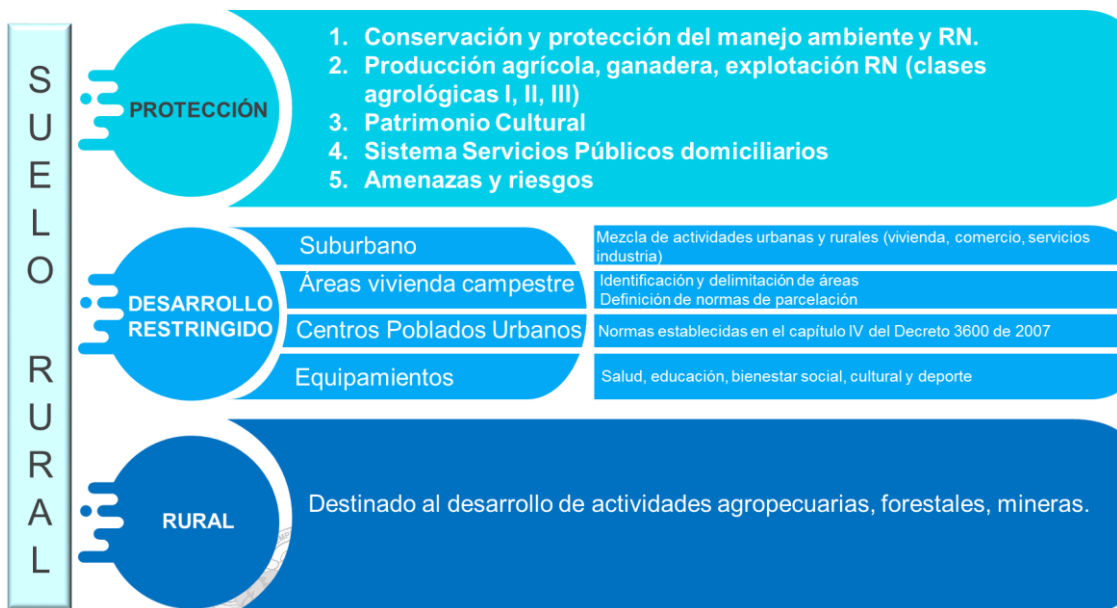 SUELO RURAL
PROTECCIÓN
1. Conservación y protección del manejo ambiente y RN.
2. Producción agrícola, ganadera, explotación RN (clases
agrológicas I, II, III)
3. Patrimonio Cultural
4. Sistema Servicios Públicos domiciliarios
5. Amenazas y riesgos
DESARROLLO
RESTRINGIDO
Suburbano
Mezcla de actividades urbanas y rurales (vivienda, comercio, servicios
industria)
Áreas vivienda campestre
Identificación y delimitación de áreas
Definición de normas de parcelación
Centros Poblados Urbanos
Normas establecidas en el capítulo IV del Decreto 3600 de 2007
Equipamientos
Salud, educación, bienestar social, cultural y deporte
RURAL
Destinado al desarrollo de actividades agropecuarias, forestales, mineras.